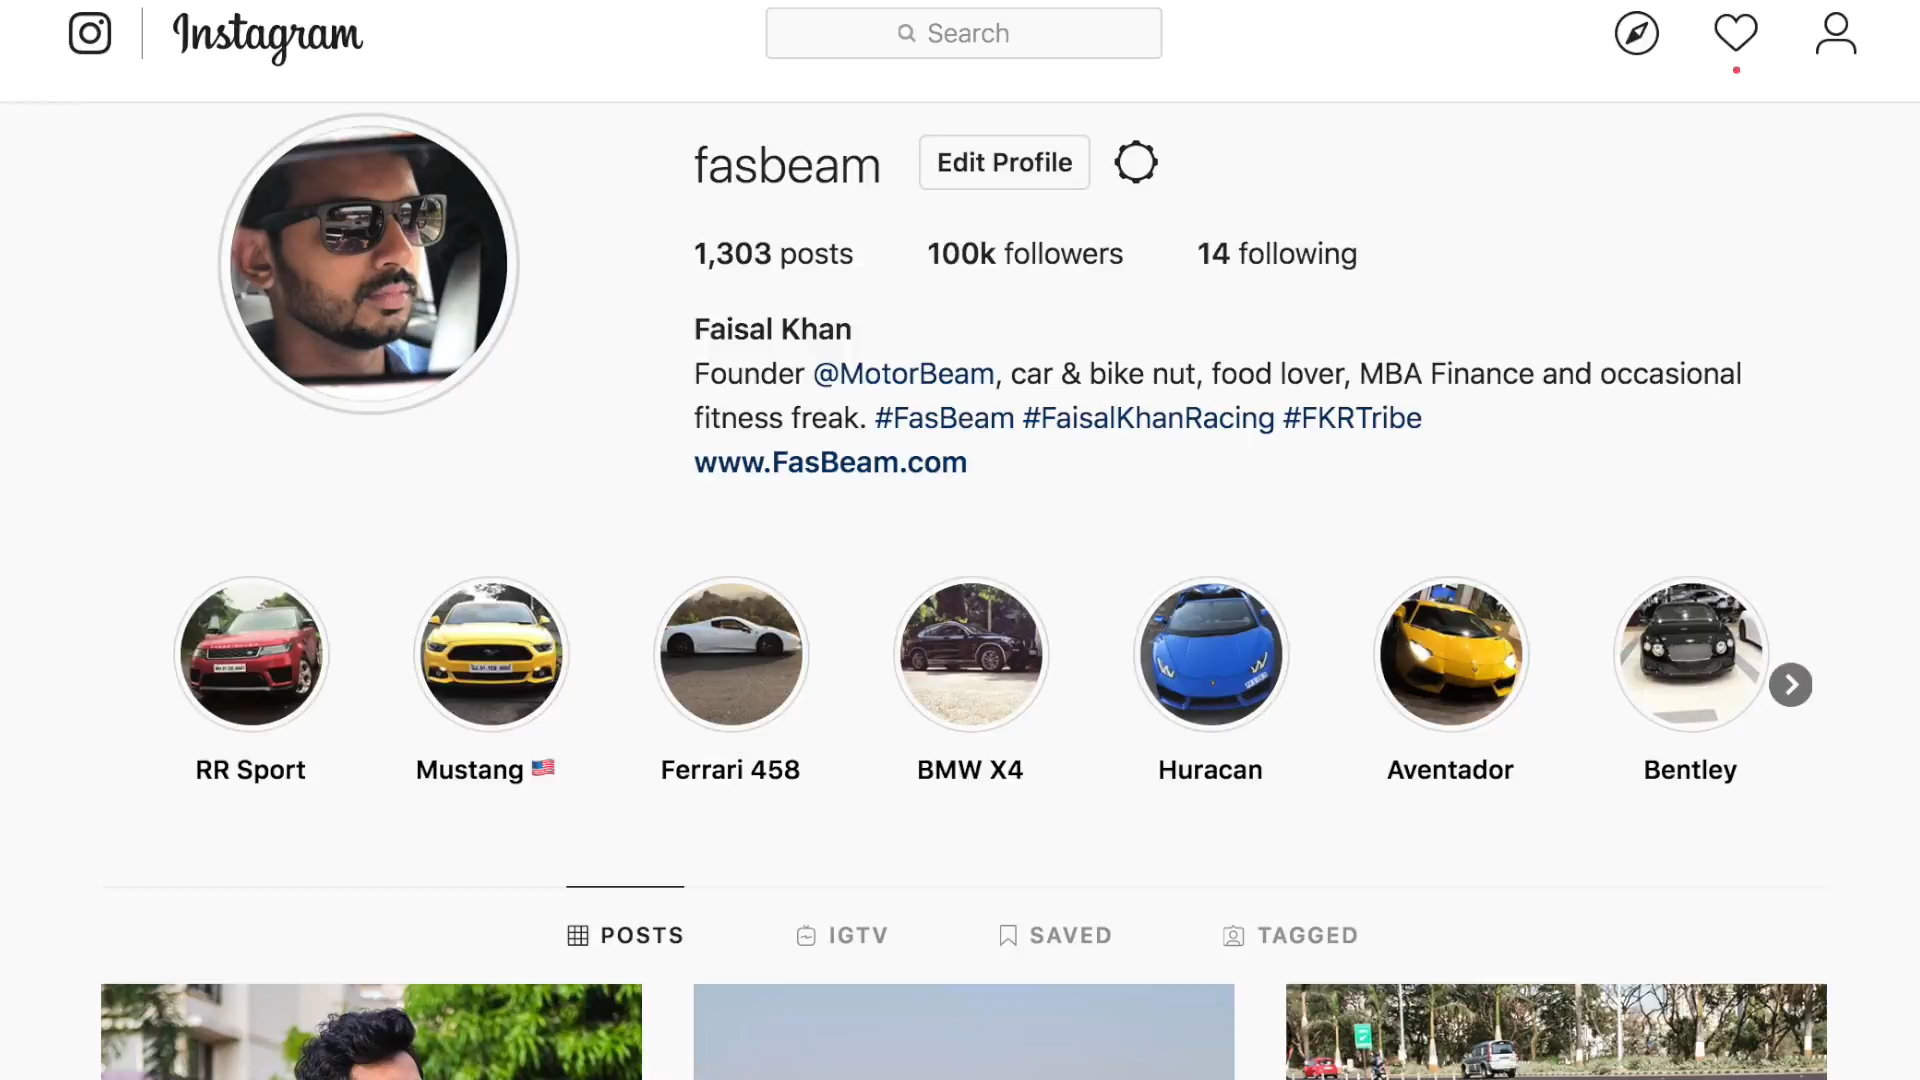 Instagram
Search
fasbeam
Edit Profile
1,303 posts
100k followers
14 following
Faisal Khan
Founder @MotorBeam, car & bike nut, food lover, MBA Finance and occasional
fitness freak. #FasBeam #FaisalKhanRacing #FKRTribe
www.FasBeam.com
RR Sport
Mustang 🇺🇸
Ferrari 458
BMW X4
Huracan
Aventador
Bentley
POSTS
IGTV
SAVED
TAGGED